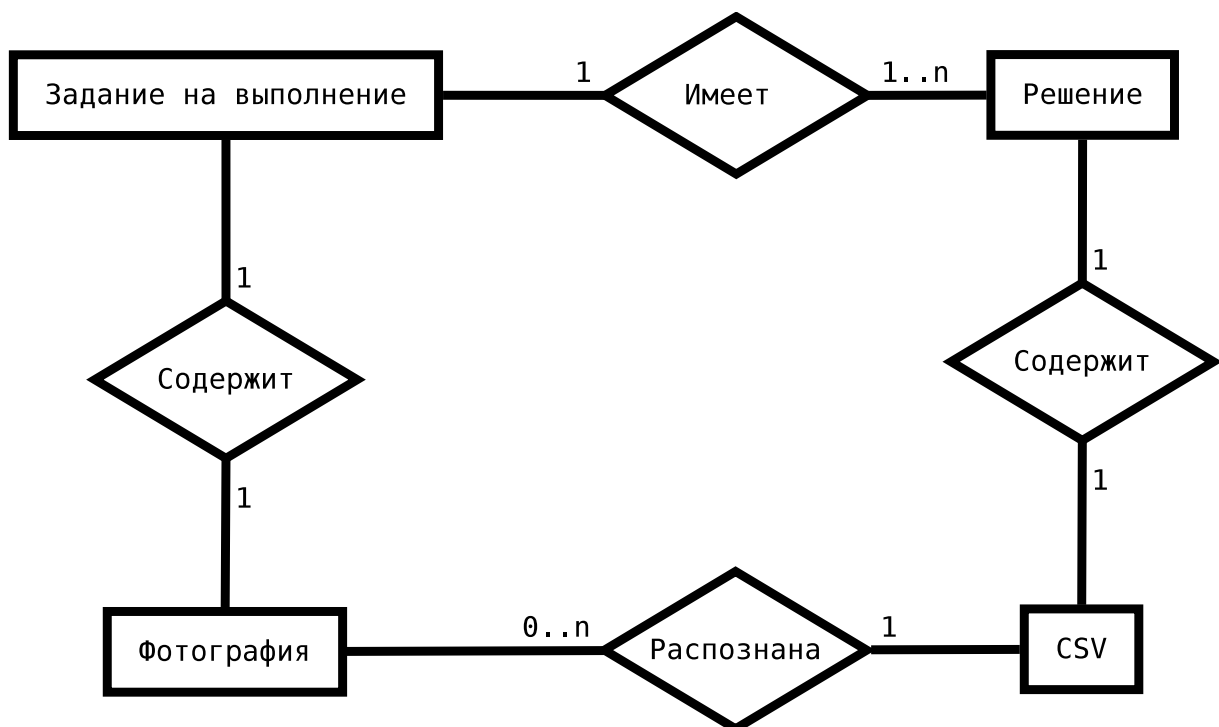 Задание на выполнение
1
Имеет
1..n
Решение
1
Содержит
1
1
Содержит
1
Фотография
0..n
Распознана
1
CSV